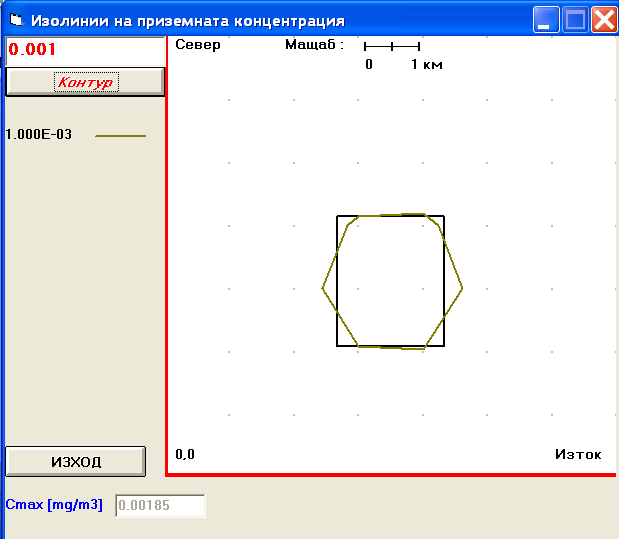 Изолинии на приземната концентрация
0.001
Север
Мащаб :
0
1 км
Контур
1.000E-03
0,0
Изток
ИЗХОД
Cmax [mg/m3]
0.00185